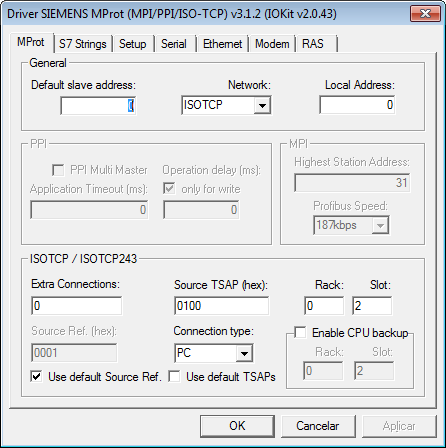 Driver SIEMENS MProt (MPI/PPI/ISO-TCP) v3.1.2 (IOKit v2.0.43)
MProt S7 Strings Setup Serial Ethernet Modem RAS
General
Default slave address: Network: Local Address:
0 ISOTCP 0
PPI MPI
PPI Multi Master Operation delay (ms): Highest Station Address:
Application Timeout (ms): only for write 31
0 0 Profibus Speed:
187kbps
ISOTCP / ISOTCP243
Extra Connections: Source TSAP (hex): Rack: Slot:
0 0100 0 2
Source Ref. (hex): Connection type: Enable CPU backup
0001 PC Rack: Slot:
Use default Source Ref. Use default TSAPs 0 2
OK Cancelar Aplicar